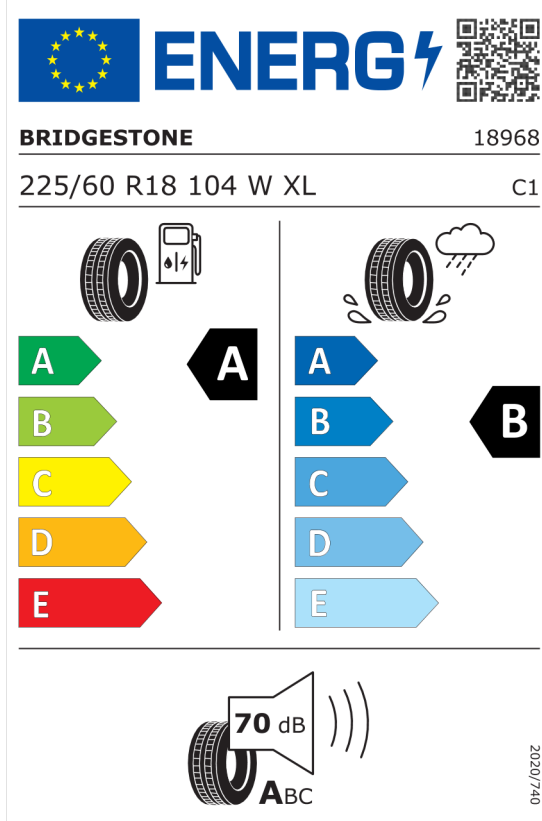 ENERG
BRIDGESTONE 18968
225/60 R18 104 W XL C1
A A
B
C
D
E
A
B B
C
D
E
70 dB
ABC
2020/740